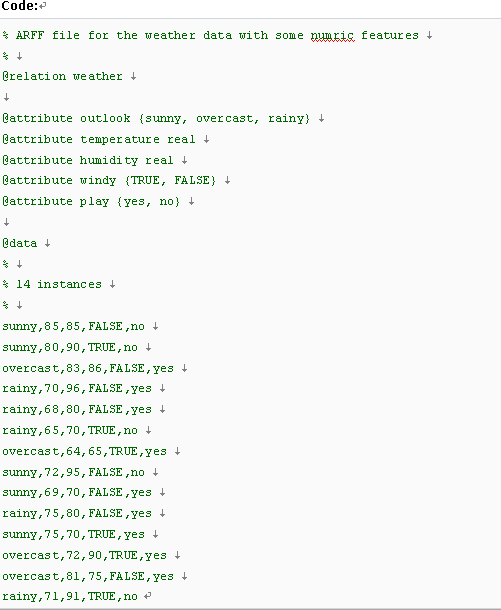 Code:↵
% ARFF file for the weather data with some numric features ↓
% ↓
@relation weather ↓
↓
@attribute outlook {sunny, overcast, rainy} ↓
@attribute temperature real ↓
@attribute humidity real ↓
@attribute windy {TRUE, FALSE} ↓
@attribute play {yes, no} ↓
↓
@data ↓
% ↓
% 14 instances ↓
% ↓
sunny,85,85,FALSE,no ↓
sunny,80,90,TRUE,no ↓
overcast,83,86,FALSE,yes ↓
rainy,70,96,FALSE,yes ↓
rainy,68,80,FALSE,yes ↓
rainy,65,70,TRUE,no ↓
overcast,64,65,TRUE,yes ↓
sunny,72,95,FALSE,no ↓
sunny,69,70,FALSE,yes ↓
rainy,75,80,FALSE,yes ↓
sunny,75,70,TRUE,yes ↓
overcast,72,90,TRUE,yes ↓
overcast,81,75,FALSE,yes ↓
rainy,71,91,TRUE,no ↵